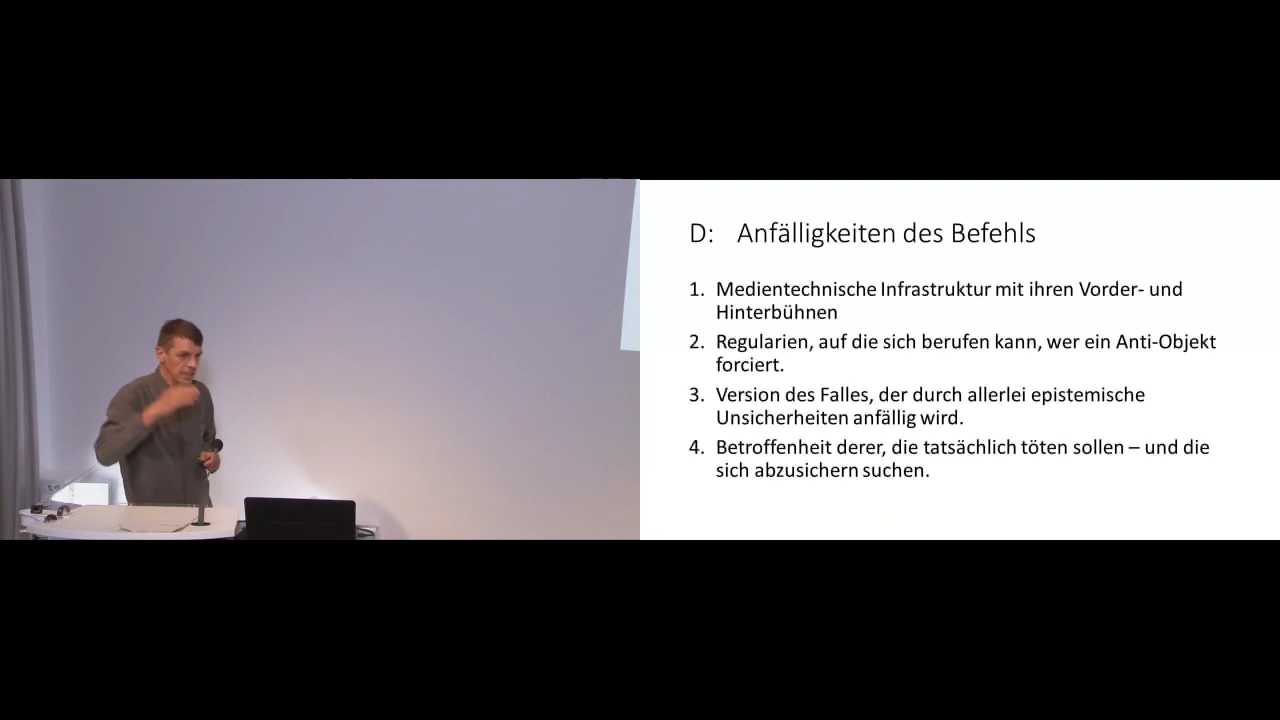 D: Anfälligkeiten des Befehls
1. Medientechnische Infrastruktur mit ihren Vorder- und
Hinterbühnen
2. Regularien, auf die sich berufen kann, wer ein Anti-Objekt
forciert.
3. Version des Falles, der durch allerlei epistemische
Unsicherheiten anfällig wird.
4. Betroffenheit derer, die tatsächlich töten sollen – und die
sich abzusichern suchen.